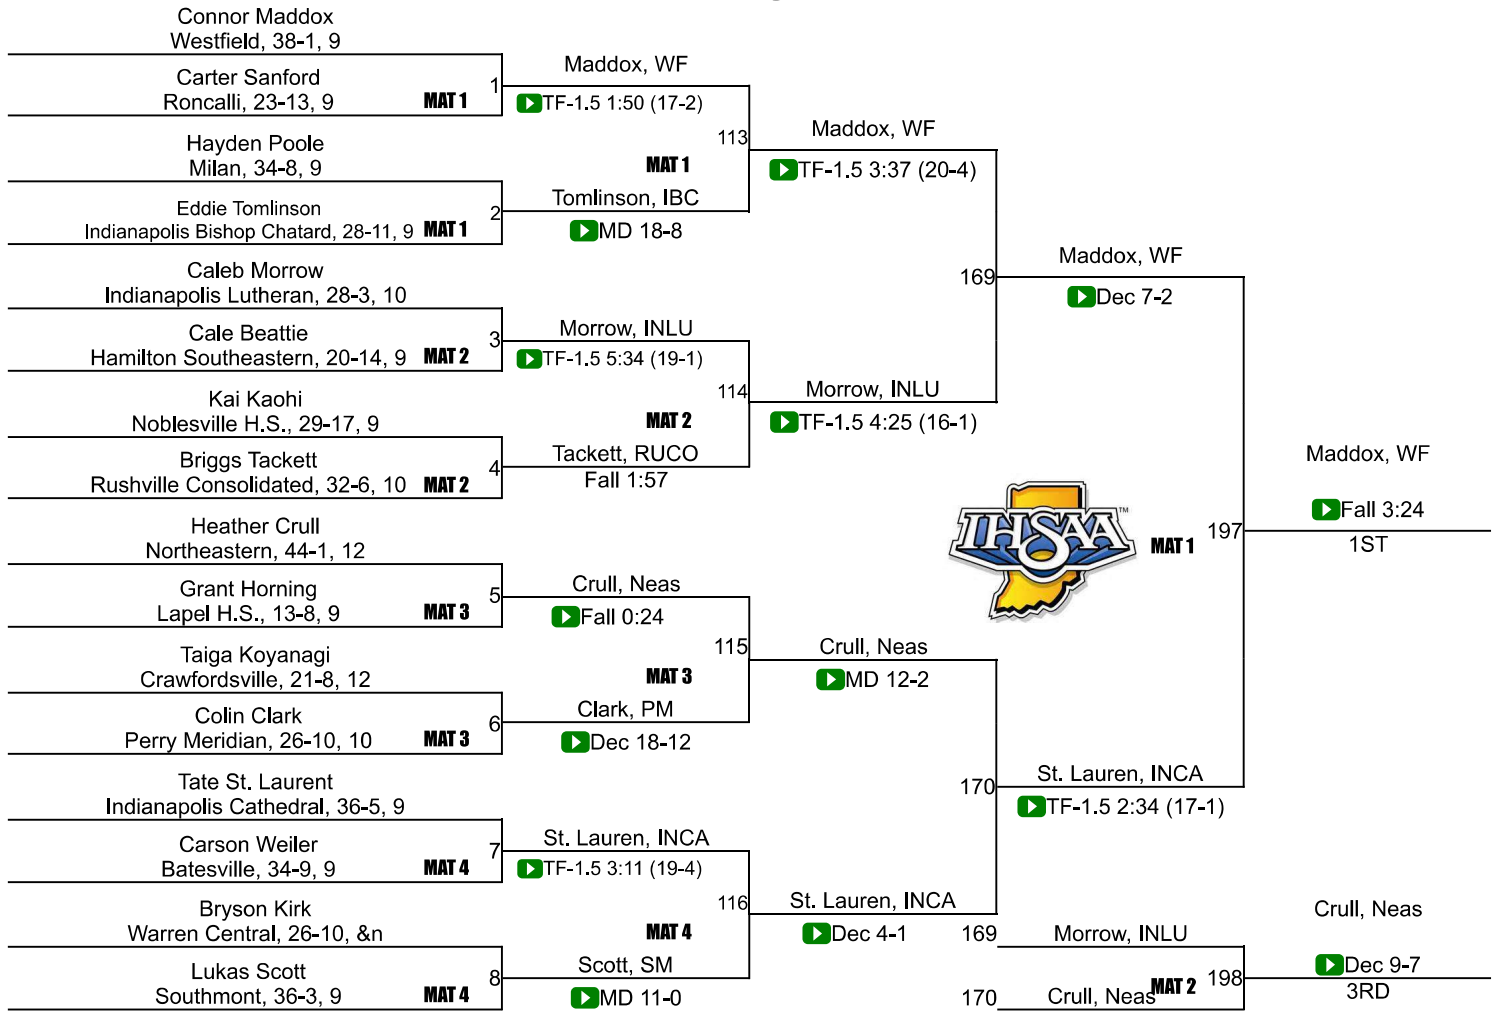 Connor Maddox
Westfield, 38-1, 9
Carter Sanford
Roncalli, 23-13, 9
MAT 1
1
Maddox, WF
TF-1.5 1:50 (17-2)
Hayden Poole
Milan, 34-8, 9
Eddie Tomlinson
Indianapolis Bishop Chatard, 28-11, 9
MAT 1
2
Tomlinson, IBC
MD 18-8
113
MAT 1
Maddox, WF
TF-1.5 3:37 (20-4)
Caleb Morrow
Indianapolis Lutheran, 28-3, 10
Cale Beattie
Hamilton Southeastern, 20-14, 9
MAT 2
3
Morrow, INLU
TF-1.5 5:34 (19-1)
Kai Kaohi
Noblesville H.S., 29-17, 9
Briggs Tackett
Rushville Consolidated, 32-6, 10
MAT 2
4
Tackett, RUCO
Fall 1:57
114
MAT 2
Morrow, INLU
TF-1.5 4:25 (16-1)
169
Maddox, WF
Dec 7-2
Heather Crull
Northeastern, 44-1, 12
Grant Horning
Lapel H.S., 13-8, 9
MAT 3
5
Crull, Neas
Fall 0:24
Taiga Koyanagi
Crawfordsville, 21-8, 12
Colin Clark
Perry Meridian, 26-10, 10
MAT 3
6
Clark, PM
Dec 18-12
115
MAT 3
Crull, Neas
MD 12-2
Tate St. Laurent
Indianapolis Cathedral, 36-5, 9
Carson Weiler
Batesville, 34-9, 9
MAT 4
7
St. Lauren, INCA
TF-1.5 3:11 (19-4)
Bryson Kirk
Warren Central, 26-10, &n
Lukas Scott
Southmont, 36-3, 9
MAT 4
8
Scott, SM
MD 11-0
116
MAT 4
St. Lauren, INCA
Dec 4-1
170
St. Lauren, INCA
TF-1.5 2:34 (17-1)
IHSAA
TM
MAT 1
197
Maddox, WF
Fall 3:24
1ST
169
Morrow, INLU
170
Crull, Neas
MAT 2
198
Crull, Neas
Dec 9-7
3RD